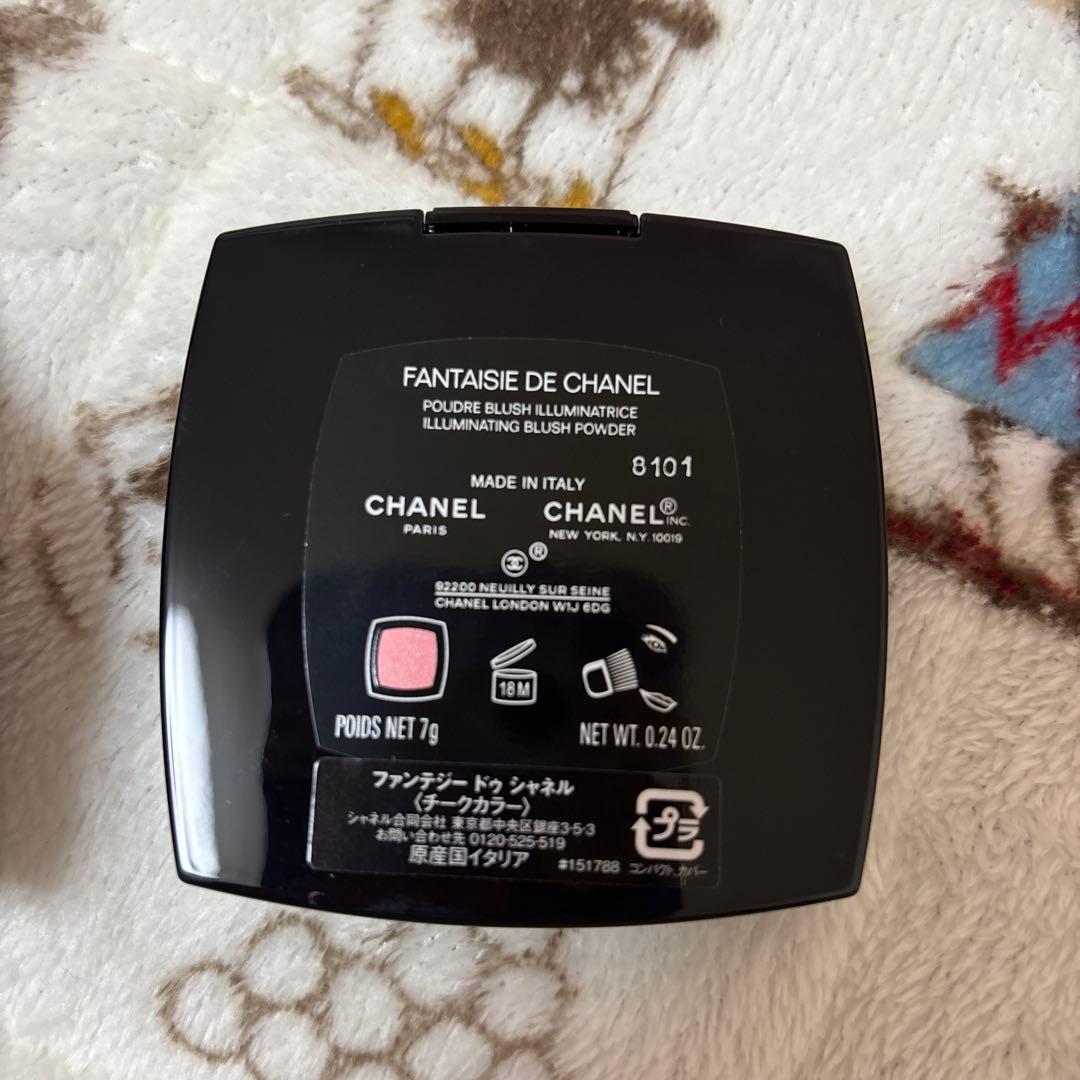 FANTAISIE DE CHANEL
POUDRE BLUSH ILLUMINATRICE
ILLUMINATING BLUSH POWDER
8101
MADE IN ITALY
CHANEL CHANEL® INC.
PARIS NEW YORK, N.Y. 10019
®
92200 NEUILLY SUR SEINE
CHANEL LONDON W1J 6DG
18M
POIDS NET 7g NET WT. 0.24 OZ.
ファンテジー ドゥ シャネル
〈チークカラー〉
シャネル合同会社 東京都中央区銀座3-5-3
お問い合わせ先 0120-525-519
原産国イタリア
#151788
プラ
コンパクト、カバー